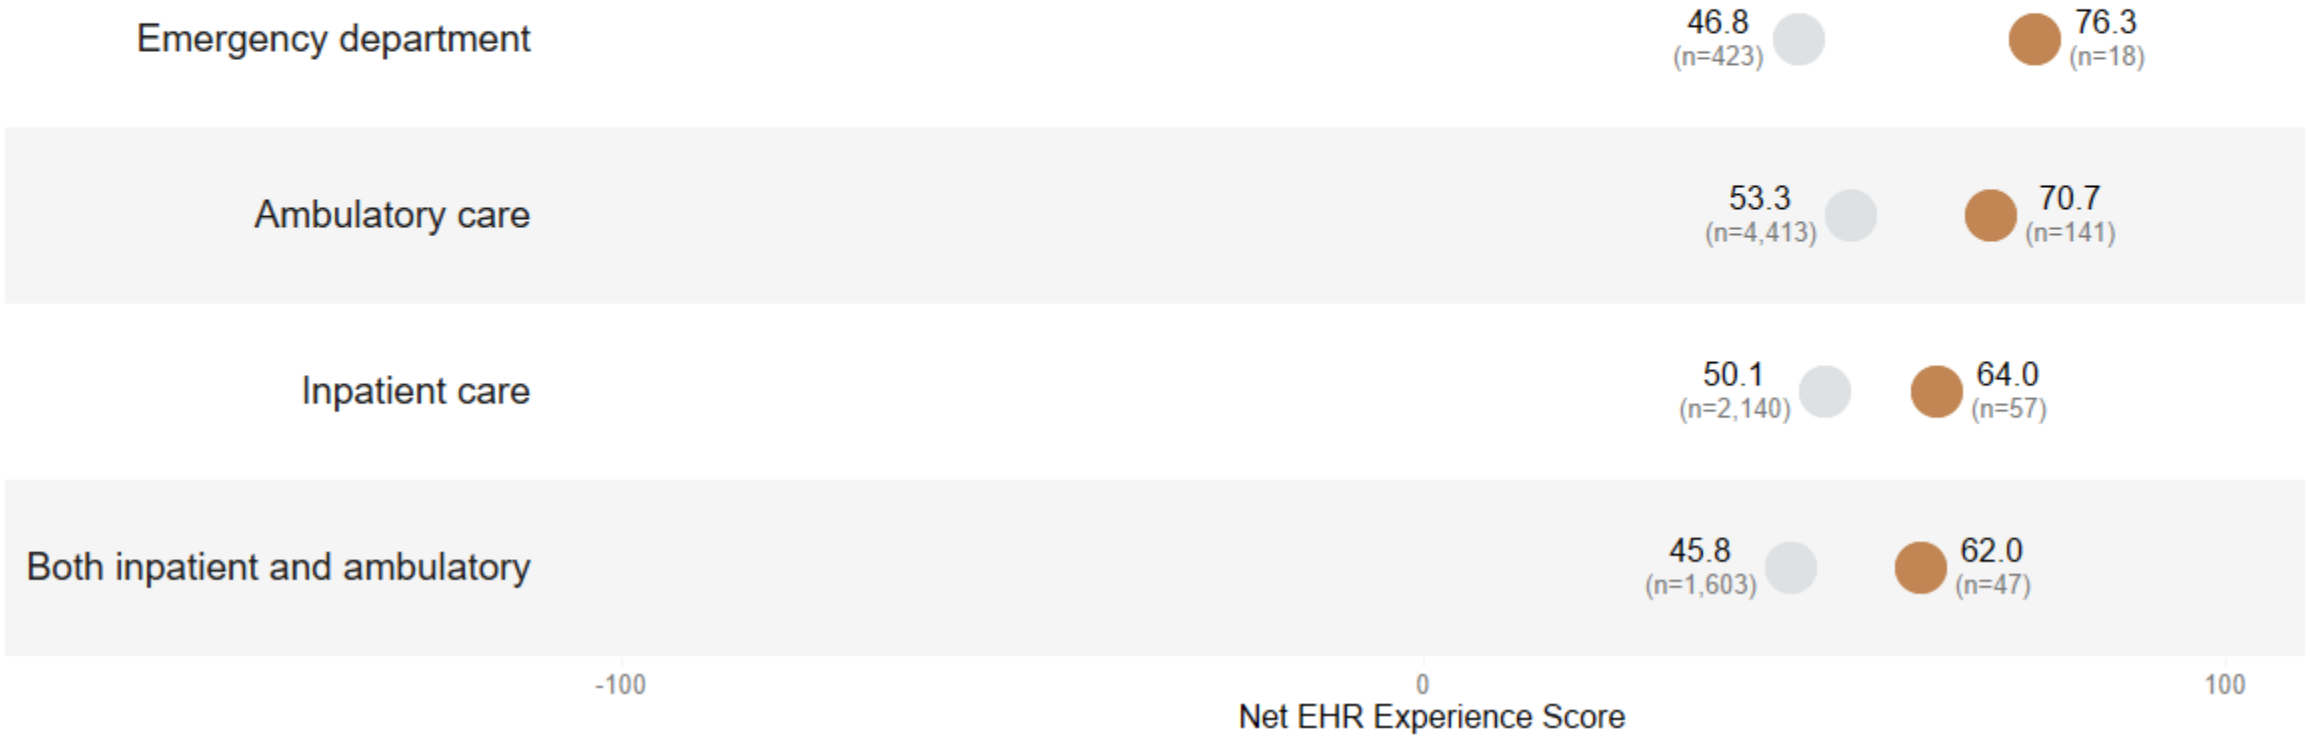 Emergency department
46.8
(n=423)
76.3
(n=18)
Ambulatory care
53.3
(n=4,413)
70.7
(n=141)
Inpatient care
50.1
(n=2,140)
64.0
(n=57)
Both inpatient and ambulatory
45.8
(n=1,603)
62.0
(n=47)
-100 0 100
Net EHR Experience Score